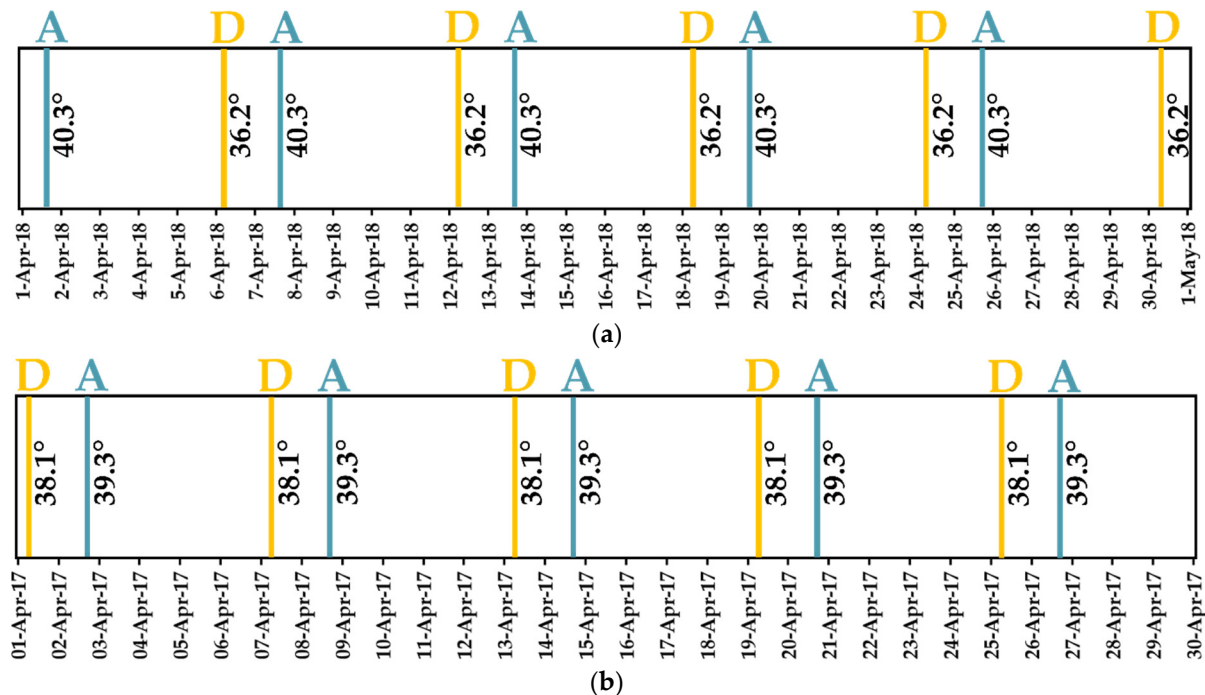 A D A D A D A D A D
40.3° 36.2° 40.3° 36.2° 40.3° 36.2° 40.3° 36.2° 40.3° 36.2°
1-Apr-18 2-Apr-18 3-Apr-18 4-Apr-18 5-Apr-18 6-Apr-18 7-Apr-18 8-Apr-18 9-Apr-18 10-Apr-18 11-Apr-18 12-Apr-18 13-Apr-18 14-Apr-18 15-Apr-18 16-Apr-18 17-Apr-18 18-Apr-18 19-Apr-18 20-Apr-18 21-Apr-18 22-Apr-18 23-Apr-18 24-Apr-18 25-Apr-18 26-Apr-18 27-Apr-18 28-Apr-18 29-Apr-18 30-Apr-18 1-May-18
(a)
D A D A D A D A D A
38.1° 39.3° 38.1° 39.3° 38.1° 39.3° 38.1° 39.3° 38.1° 39.3°
01-Apr-17 02-Apr-17 03-Apr-17 04-Apr-17 05-Apr-17 06-Apr-17 07-Apr-17 08-Apr-17 09-Apr-17 10-Apr-17 11-Apr-17 12-Apr-17 13-Apr-17 14-Apr-17 15-Apr-17 16-Apr-17 17-Apr-17 18-Apr-17 19-Apr-17 20-Apr-17 21-Apr-17 22-Apr-17 23-Apr-17 24-Apr-17 25-Apr-17 26-Apr-17 27-Apr-17 28-Apr-17 29-Apr-17 30-Apr-17
(b)